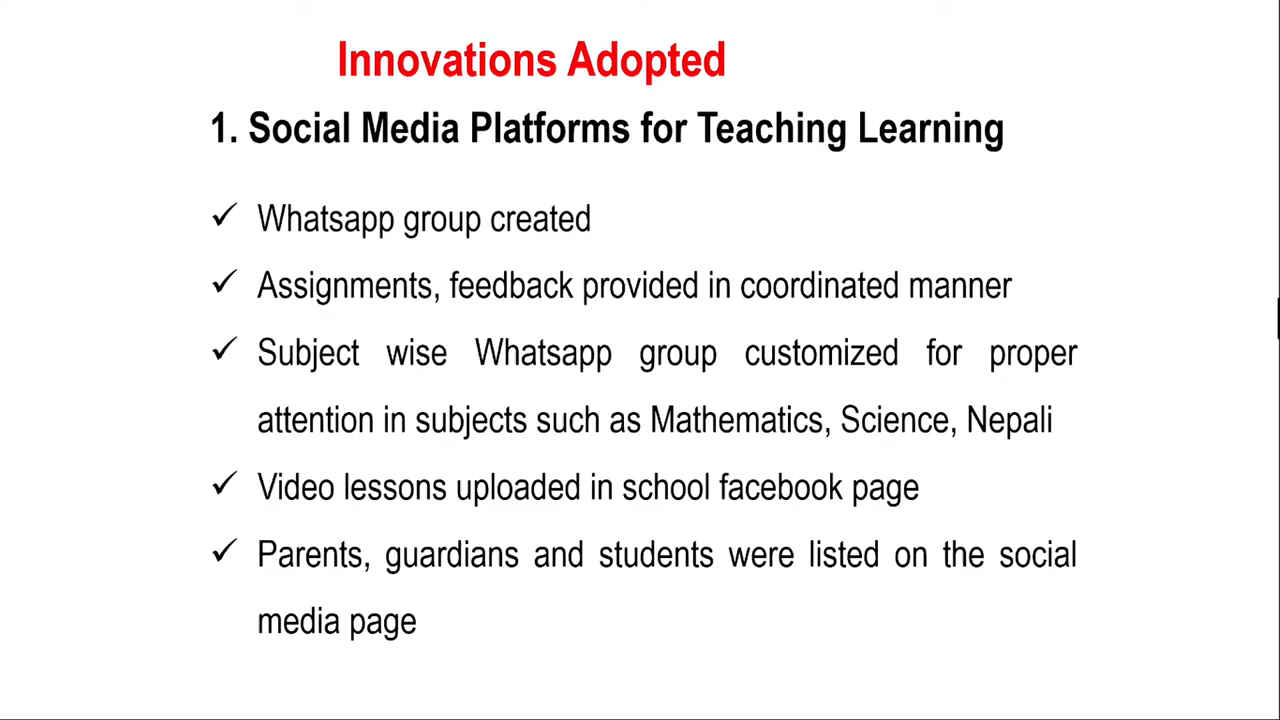 Innovations Adopted
1. Social Media Platforms for Teaching Learning
✓ Whatsapp group created
✓ Assignments, feedback provided in coordinated manner
✓ Subject wise Whatsapp group customized for proper
attention in subjects such as Mathematics, Science, Nepali
✓ Video lessons uploaded in school facebook page
✓ Parents, guardians and students were listed on the social
media page